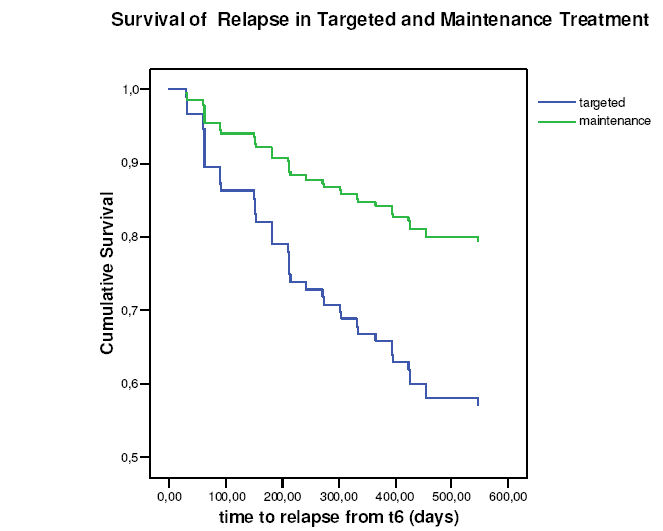 Survival of  Relapse in Targeted and Maintenance Treatment
targeted
maintenance
Cumulative Survival
1,0
0,9
0,8
0,7
0,6
0,5
0,00 100,00 200,00 300,00 400,00 500,00 600,00
time to relapse from t6 (days)